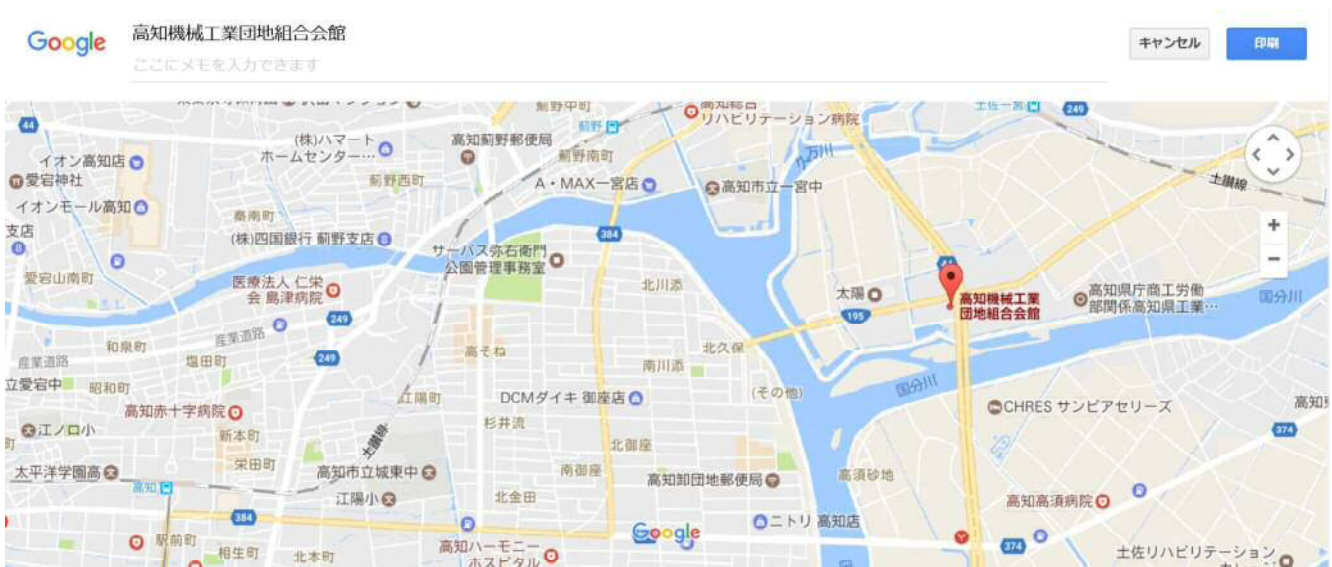 Google
高知機械工業団地組合会館
ここにメモを入力できます
キャンセル
印刷
44
(株)ハマート
ホームセンター…
高知薊野郵便局
薊野中町
薊野
高知総合
リハビリテーション病院
土佐一宮
249
イオン高知店
愛宕神社
薊野西町
薊野南町
A・MAX一宮店
高知市立一宮中
久万川
土讃線
イオンモール高知
支店
秦南町
(株)四国銀行 薊野支店
384
サーパス弥右衛門
公園管理事務室
愛宕山南町
医療法人 仁栄
会 島津病院
北川添
太陽
44
高知機械工業
団地組合会館
高知県庁商工労働
部関係高知県工業…
国分川
195
249
産業道路
和泉町
産業道路
塩田町
249
高そね
北久保
南川添
国分川
立愛宕中
昭和町
江陽町
DCMダイキ 御座店
(その他)
CHRES サンピアセリーズ
高知
高知赤十字病院
江ノ口小
新本町
土讃線
杉井流
374
北御座
太平洋学園高
栄田町
高知市立城東中
南御座
高知卸団地郵便局
高須砂地
高知
江陽小
北金田
高知高須病院
384
Google
ニトリ 高知店
駅前町
相生町
北本町
高知ハーモニー
ホスピタル
374
土佐リハビリテーション